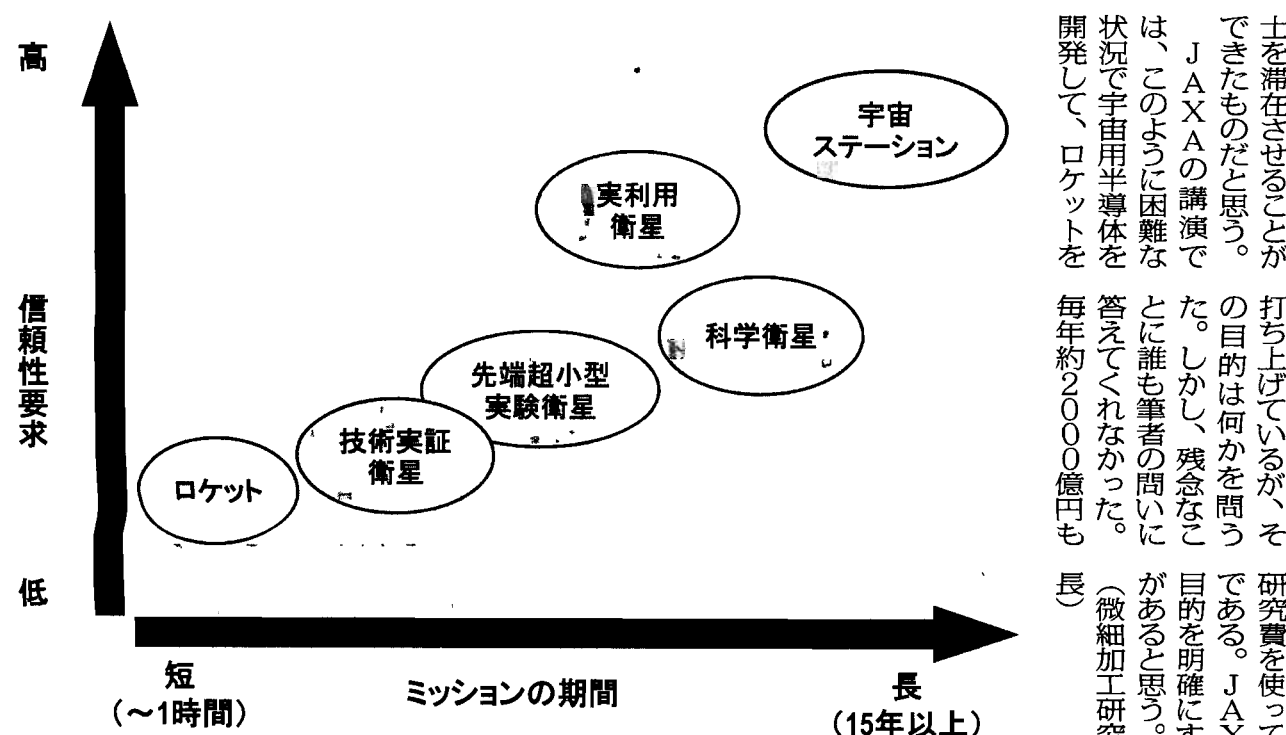 高
信頼性要求
低
宇宙
ステーション
実利用
衛星
科学衛星
先端超小型
実験衛星
技術実証
衛星
ロケット
短
(～1時間)
ミッションの期間
長
(15年以上)
士を滞在させることが
できたものだと思う。
ＪＡＸＡの講演で
は、このように困難な
状況で宇宙用半導体を
開発して、ロケットを
打ち上げているが、そ
の目的は何かを問う
た。しかし、残念なこ
とに誰も筆者の問いに
答えてくれなかった。
毎年約２０００億円も
研究費を使って
である。ＪＡＸ
目的を明確にす
があると思う。
（微細加工研究
長）